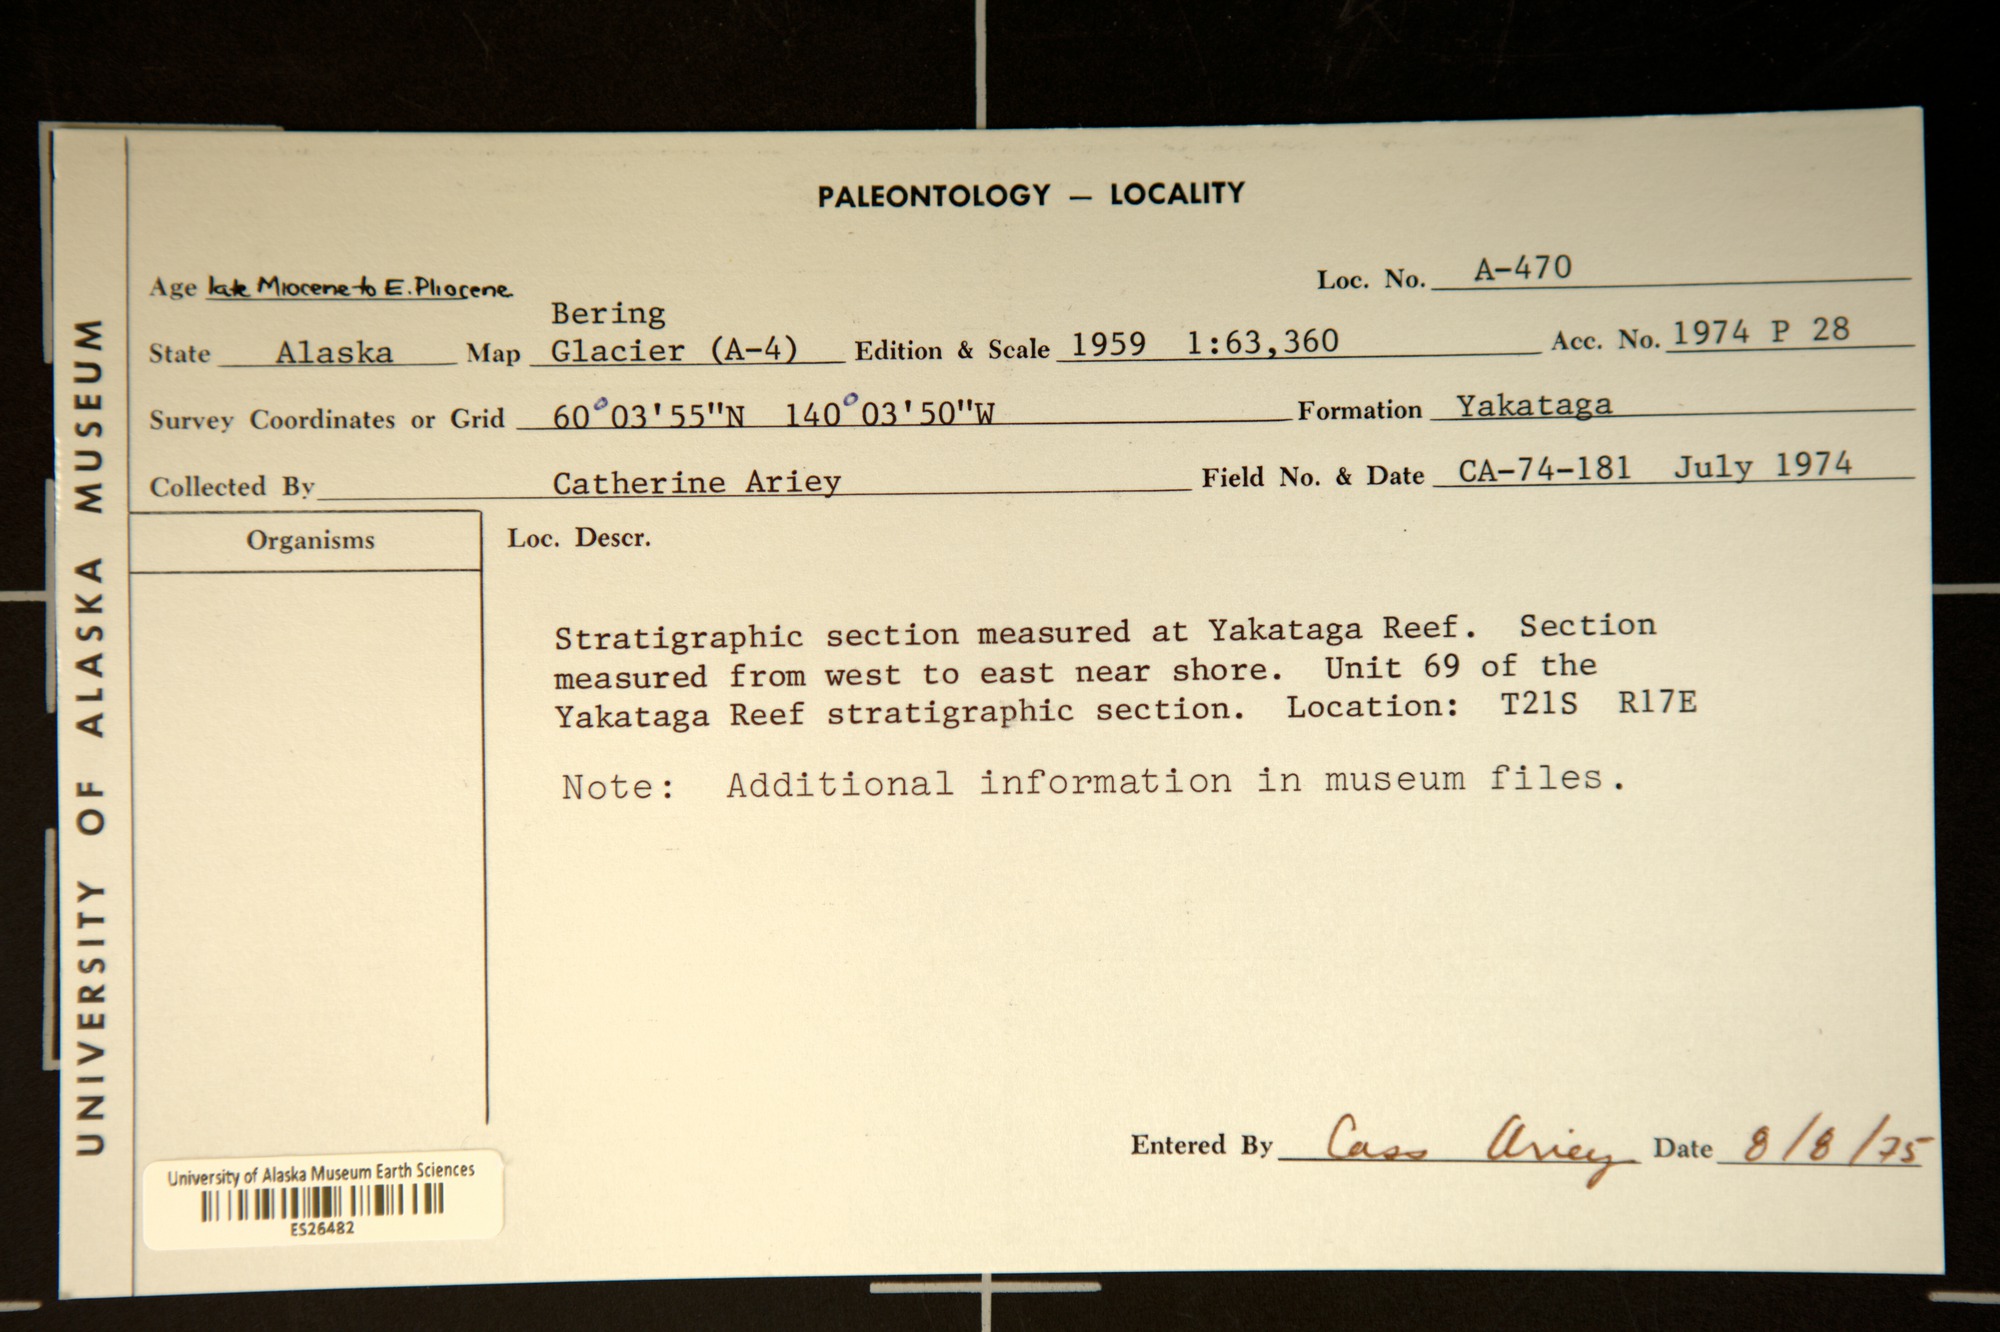 PALEONTOLOGY — LOCALITY
Age late Miocene to E. Pliocene
Loc. No. A-470
State Alaska Map Bering Glacier (A-4) Edition & Scale 1959 1:63,360 Acc. No. 1974 P 28
Survey Coordinates or Grid 60°03'55"N 140°03'50"W Formation Yakataga
Collected By Catherine Ariey Field No. & Date CA-74-181 July 1974
Organisms
Loc. Descr.
Stratigraphic section measured at Yakataga Reef. Section
measured from west to east near shore. Unit 69 of the
Yakataga Reef stratigraphic section. Location: T21S R17E
Note: Additional information in museum files.
Entered By Cass Ariey Date 8/8/75
University of Alaska Museum Earth Sciences
ES26482
UNIVERSITY OF ALASKA MUSEUM